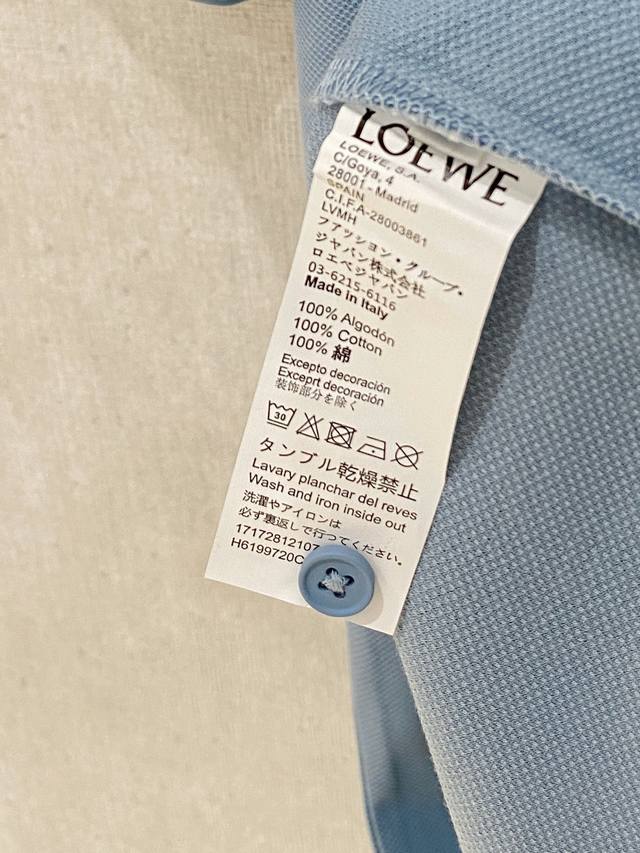 LOEWE
LOEWE, S.A.
C/Goya, 4
28001 - Madrid
SPAIN
C.I.F.A-28003861
LVMH
ファッション・グループ・
ジャパン株式会社
ロエベジャパン
03-6215-6116
Made in Italy
100% Algodón
100% Cotton
100% 綿
Excepto decoración
Exceprt decoración
装飾部分を除く
30
タンブル乾燥禁止
Lavary planchar del reves
Wash and iron inside out
洗濯やアイロンは
必ず裏返しで行ってください。
17172812107
H6199720C